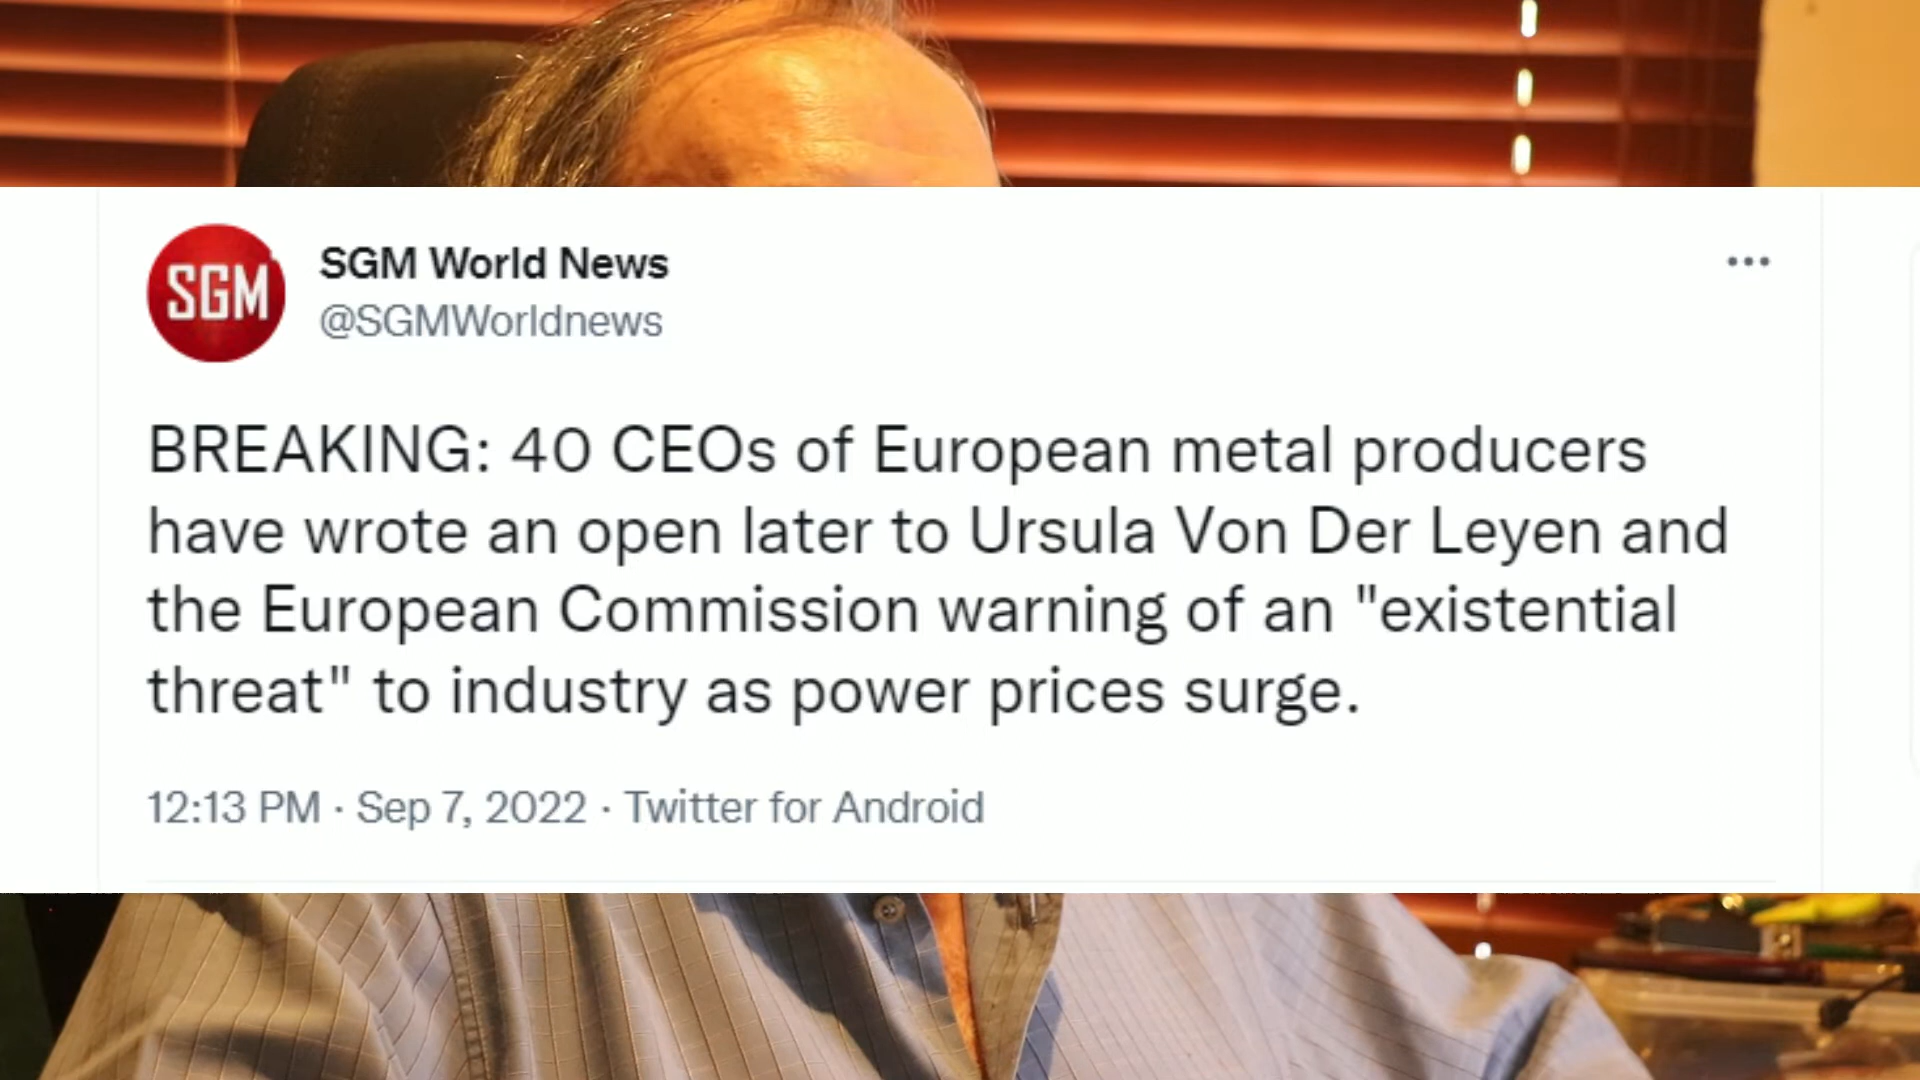 SGM
SGM World News
@SGMWorldnews
BREAKING: 40 CEOs of European metal producers
have wrote an open later to Ursula Von Der Leyen and
the European Commission warning of an "existential
threat" to industry as power prices surge.
12:13 PM · Sep 7, 2022 · Twitter for Android